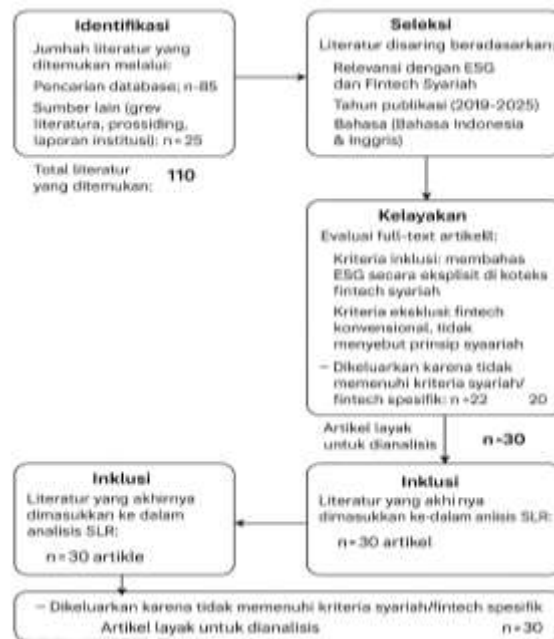 Identifikasi
Jumhah literatur yang
ditemukan melalui:
Pencarian database; n-85
Sumber lain (grev
literatura, prossiding,
laporan institusi): n = 25
Total literatur
yang ditemukan: 110
Seleksi
Literatur disaring beradasarkan:
Relevansi dengan ESG
dan Fintech Syariah
Tahun publikasi (2019-2025)
Bahasa (Bahasa Indonesia
& Inggris)
Kelayakan
Evaluasi full-text artikelil:
Kriteria inklusi: membahas
ESG secara eksplisit di koteks
fintech syariah
Kriteria eksklusi: fintech
konvensional, tidak
menyebut prinsip syaariah
– Dikeluarkan karena tidak
memenuhi kriteria syariah/
fintech spesifik: n =22 20
Artikel layak
untuk dianalisis n=30
Inklusi
Literatur yang akhirnya
dimasukkan ke dalam
analisis SLR:
n = 30 artikle
Inklusi
Literatur yang akhi nya
dimasukkan ke-dalam aniisis SLR:
n= 30 artikel
– Dikeluarkan karena tidak memenuhi kriteria syariah/fintech spesifik
Artikel layak untuk dianalisis n=30